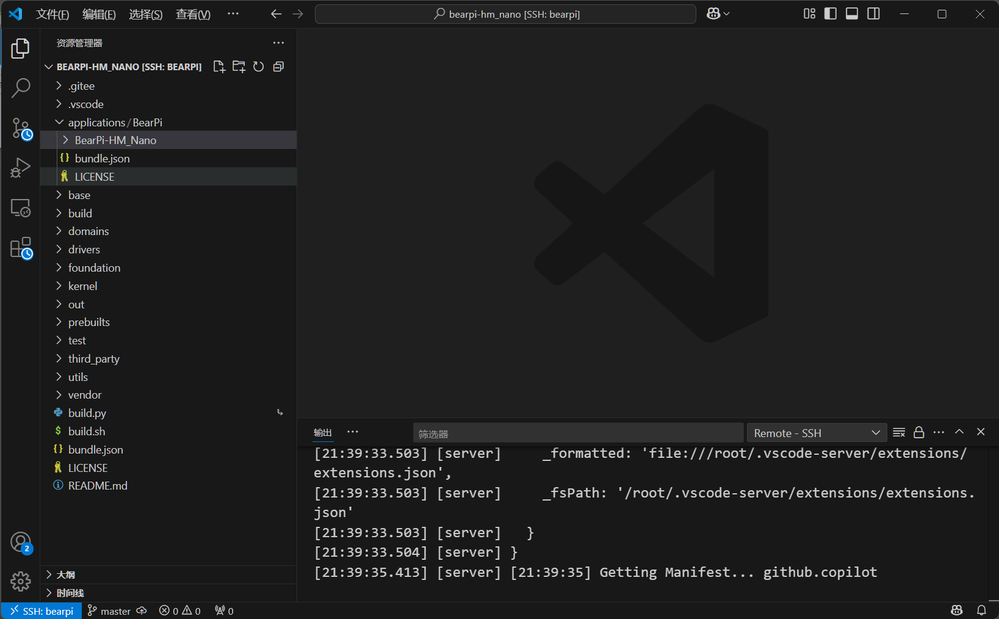 文件(F) 编辑(E) 选择(S) 查看(V) ···
bearpi-hm_nano [SSH: bearpi]
资源管理器
BEARPI-HM_NANO [SSH: BEARPI]
.gitee
.vscode
applications/BearPi
BearPi-HM_Nano
bundle.json
LICENSE
base
build
domains
drivers
foundation
kernel
out
prebuilts
test
third_party
utils
vendor
build.py
build.sh
bundle.json
LICENSE
README.md
大纲
时间线
2
输出 ···
筛选器
Remote - SSH
[21:39:33.503] [server]     _formatted: 'file:///root/.vscode-server/extensions/
extensions.json',
[21:39:33.503] [server]     _fsPath: '/root/.vscode-server/extensions/extensions.
json'
[21:39:33.503] [server]   }
[21:39:33.504] [server] }
[21:39:35.413] [server] [21:39:35] Getting Manifest... github.copilot
SSH: bearpi master 0 0 0